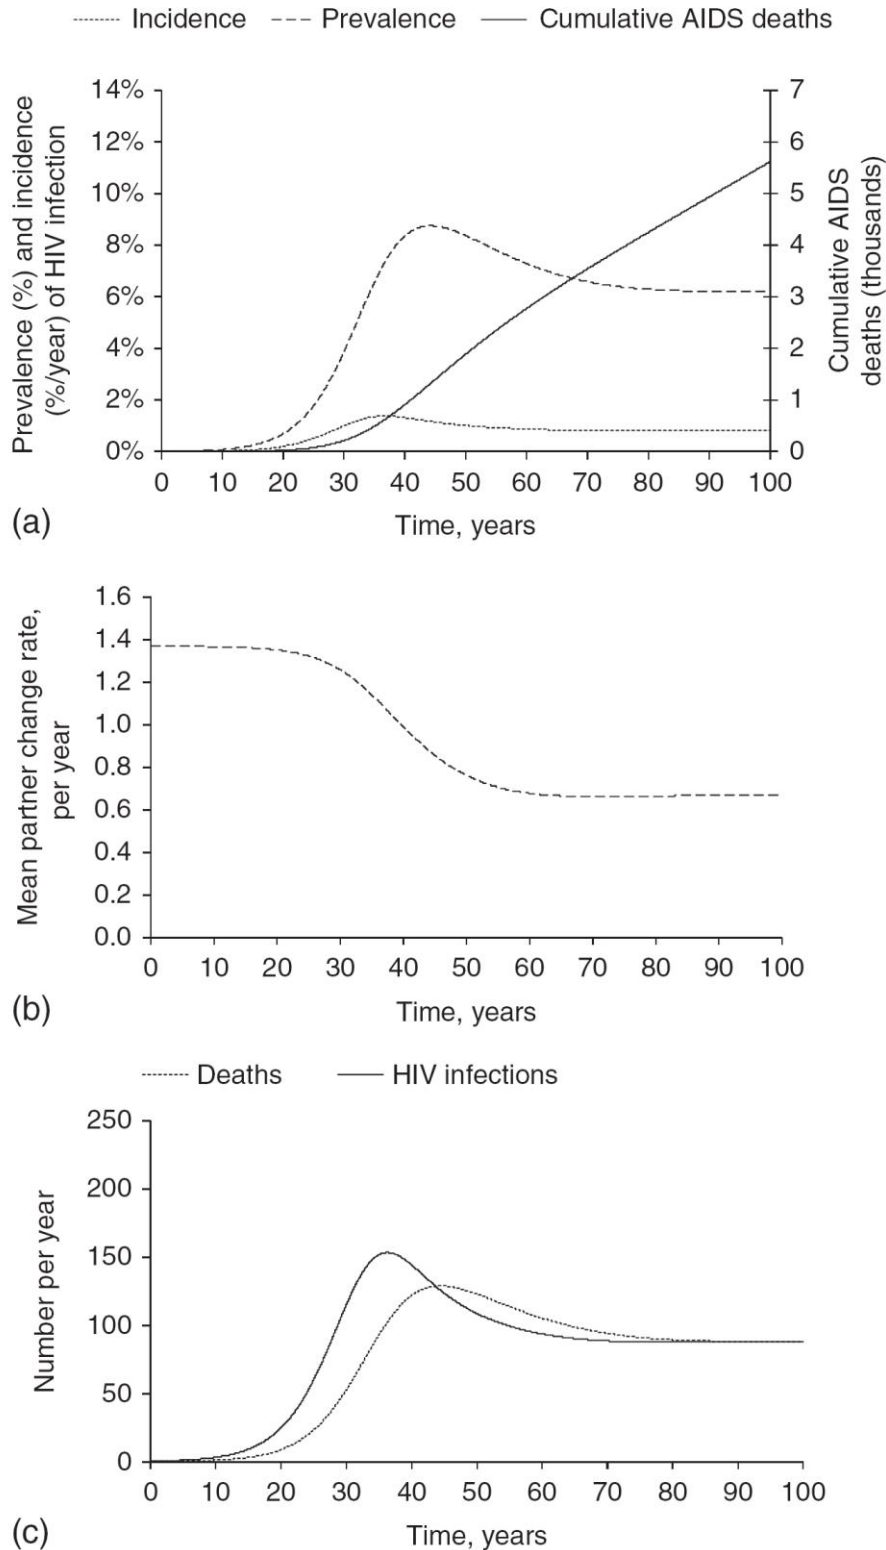 Incidence Prevalence Cumulative AIDS deaths
Prevalence (%) and incidence
(%/year) of HIV infection
14%
12%
10%
8%
6%
4%
2%
0%
7
6
5
4
3
2
1
0
Cumulative AIDS
deaths (thousands)
0 10 20 30 40 50 60 70 80 90 100
Time, years
(a)
Mean partner change rate,
per year
1.6
1.4
1.2
1.0
0.8
0.6
0.4
0.2
0.0
0 10 20 30 40 50 60 70 80 90 100
Time, years
(b)
Deaths HIV infections
Number per year
250
200
150
100
50
0
0 10 20 30 40 50 60 70 80 90 100
Time, years
(c)